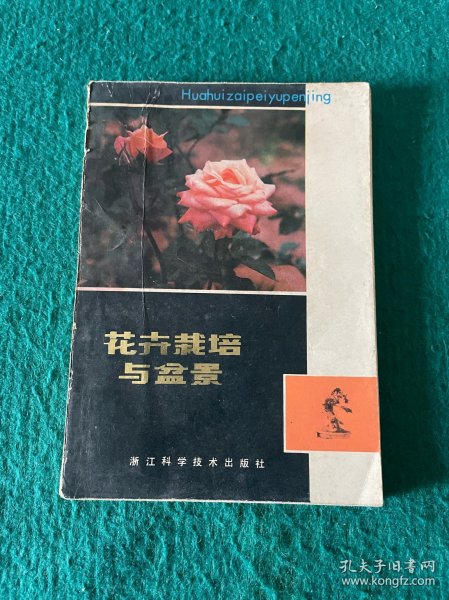 Huahuizaipeiyupenjing
花卉栽培
与盆景
浙江科学技术出版社
孔夫子旧书网
www.kongfz.com